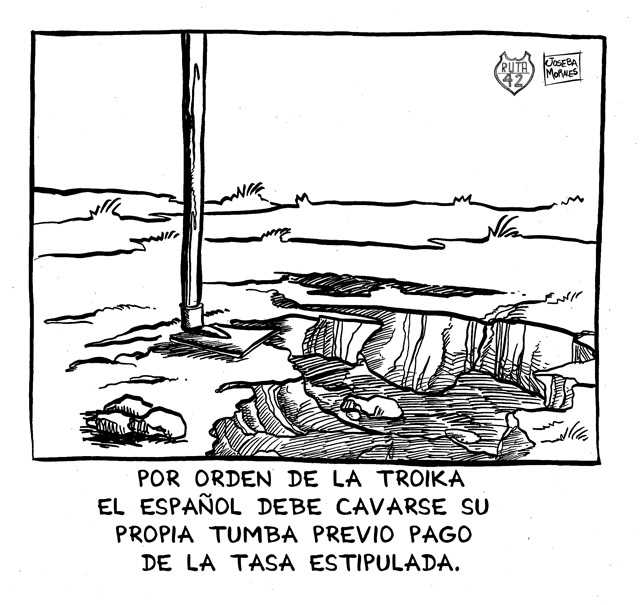 RUTA
42
JOSEBA
MORALES
POR ORDEN DE LA TROIKA
EL ESPAÑOL DEBE CAVARSE SU
PROPIA TUMBA PREVIO PAGO
DE LA TASA ESTIPULADA.